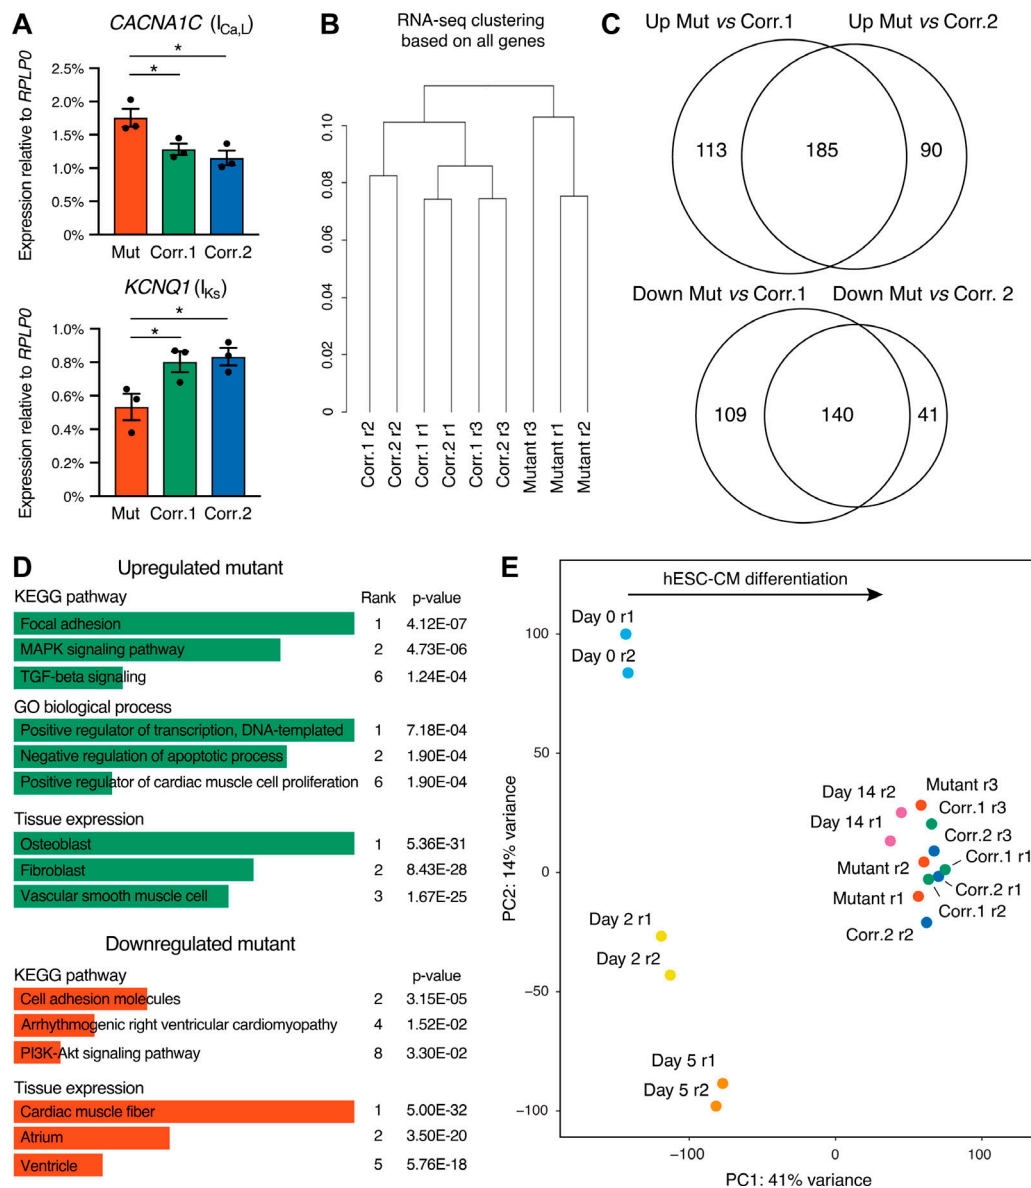 A
CACNA1C (ICa,L)
Expression relative to RPLP0
2.5%
2.0%
1.5%
1.0%
0.5%
0%
*
*
Mut Corr.1 Corr.2
KCNQ1 (IKs)
Expression relative to RPLP0
1.0%
0.8%
0.6%
0.4%
0.2%
0%
*
*
Mut Corr.1 Corr.2
B
RNA-seq clustering
based on all genes
0.10
0.08
0.06
0.04
0.02
0
Corr.1 r2
Corr.2 r2
Corr.1 r1
Corr.2 r1
Corr.1 r3
Corr.2 r3
Mutant r3
Mutant r1
Mutant r2
C
Up Mut vs Corr.1 Up Mut vs Corr.2
113 185 90
Down Mut vs Corr.1 Down Mut vs Corr. 2
109 140 41
D
Upregulated mutant
KEGG pathway Rank p-value
Focal adhesion 1 4.12E-07
MAPK signaling pathway 2 4.73E-06
TGF-beta signaling 6 1.24E-04
GO biological process
Positive regulator of transcription, DNA-templated 1 7.18E-04
Negative regulation of apoptotic process 2 1.90E-04
Positive regulator of cardiac muscle cell proliferation 6 1.90E-04
Tissue expression
Osteoblast 1 5.36E-31
Fibroblast 2 8.43E-28
Vascular smooth muscle cell 3 1.67E-25
Downregulated mutant
KEGG pathway p-value
Cell adhesion molecules 2 3.15E-05
Arrhythmogenic right ventricular cardiomyopathy 4 1.52E-02
PI3K-Akt signaling pathway 8 3.30E-02
Tissue expression
Cardiac muscle fiber 1 5.00E-32
Atrium 2 3.50E-20
Ventricle 5 5.76E-18
E
hESC-CM differentiation
PC2: 14% variance
100
50
0
−50
−100
Day 0 r1
Day 0 r2
Day 14 r2
Day 14 r1
Mutant r3
Corr.1 r3
Corr.2 r3
Corr.1 r1
Mutant r2
Corr.2 r1
Mutant r1
Corr.1 r2
Corr.2 r2
Day 2 r1
Day 2 r2
Day 5 r1
Day 5 r2
−100 0 100
PC1: 41% variance